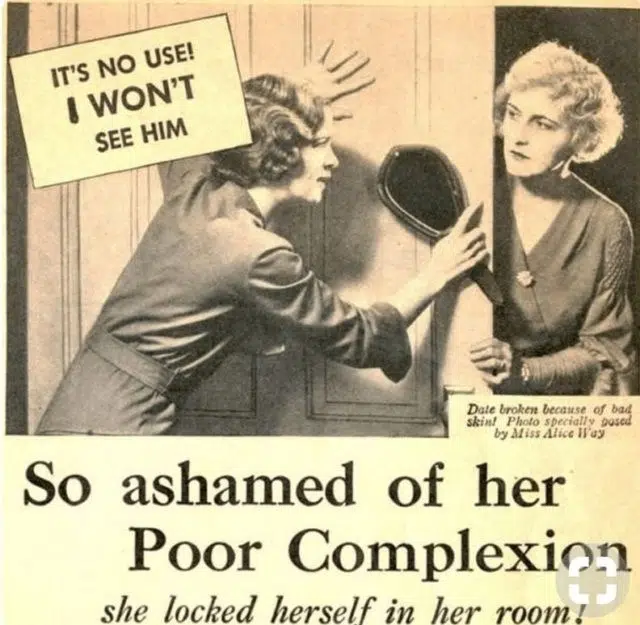 IT'S NO USE!
I WON'T
SEE HIM
Date broken because of bad
skin! Photo specially posed
by Miss Alice Way
So ashamed of her
Poor Complexion
she locked herself in her room!